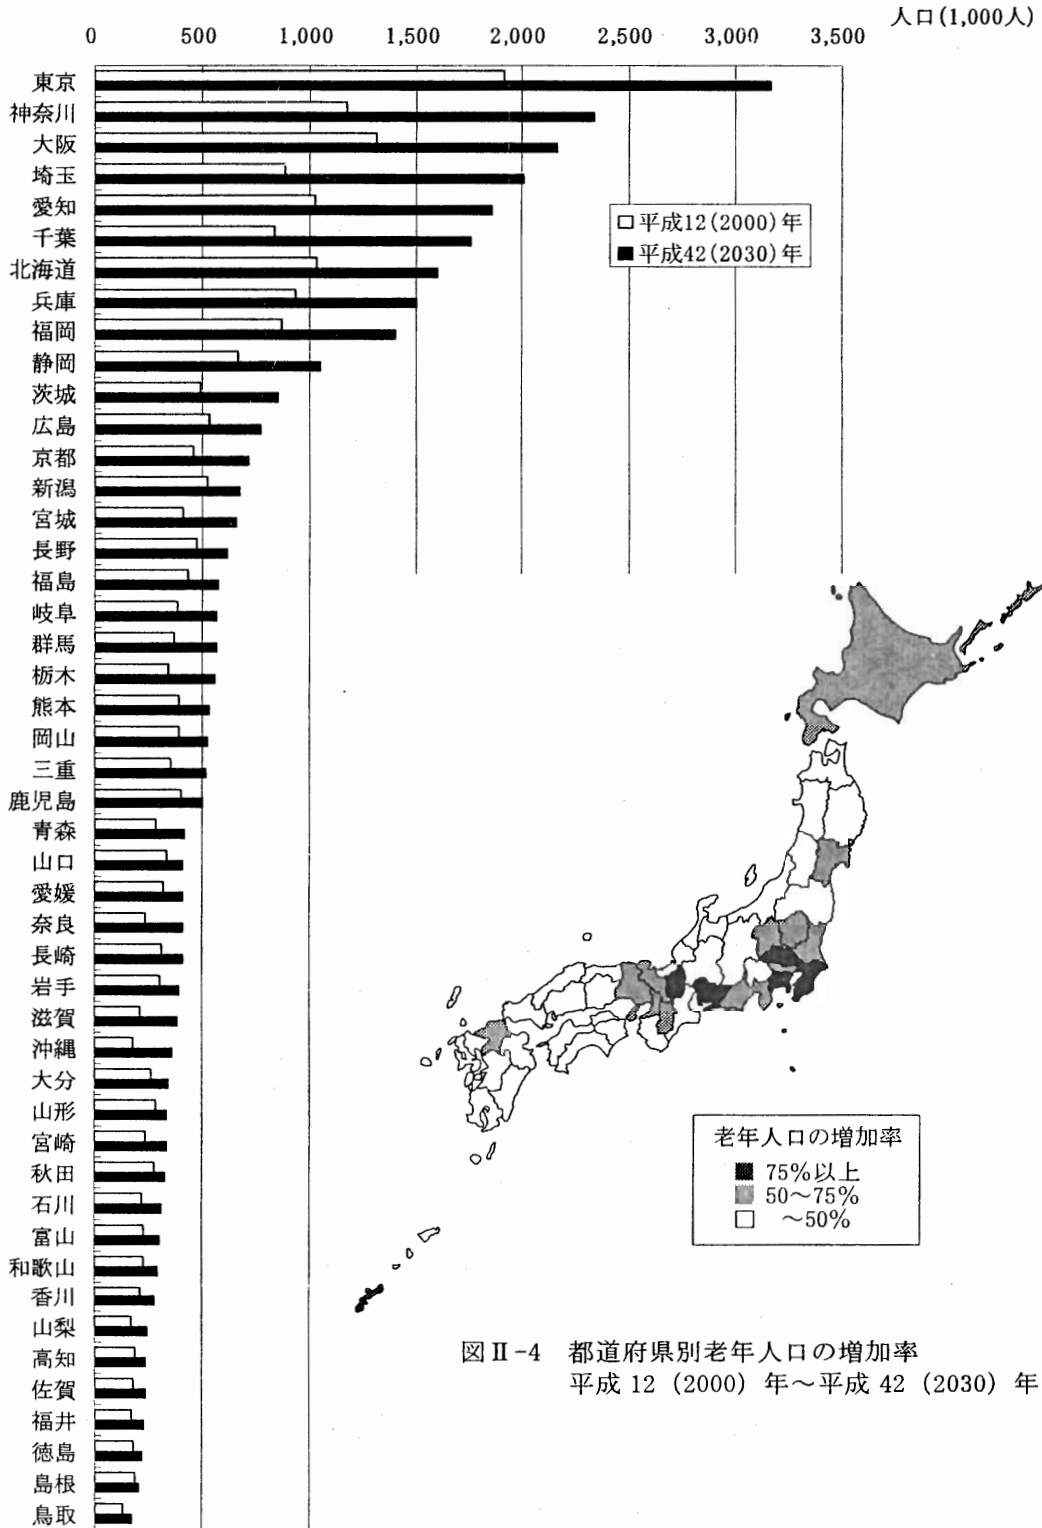 人口(1,000人)
0 500 1,000 1,500 2,000 2,500 3,000 3,500
東京
神奈川
大阪
埼玉
愛知
千葉
北海道
兵庫
福岡
静岡
茨城
広島
京都
新潟
宮城
長野
福島
岐阜
群馬
栃木
熊本
岡山
三重
鹿児島
青森
山口
愛媛
奈良
長崎
岩手
滋賀
沖縄
大分
山形
宮崎
秋田
石川
富山
和歌山
香川
山梨
高知
佐賀
福井
徳島
島根
鳥取
平成12(2000)年
平成42(2030)年
老年人口の増加率
75%以上
50～75%
～50%
図Ⅱ-4 都道府県別老年人口の増加率
平成 12 (2000) 年～平成 42 (2030) 年